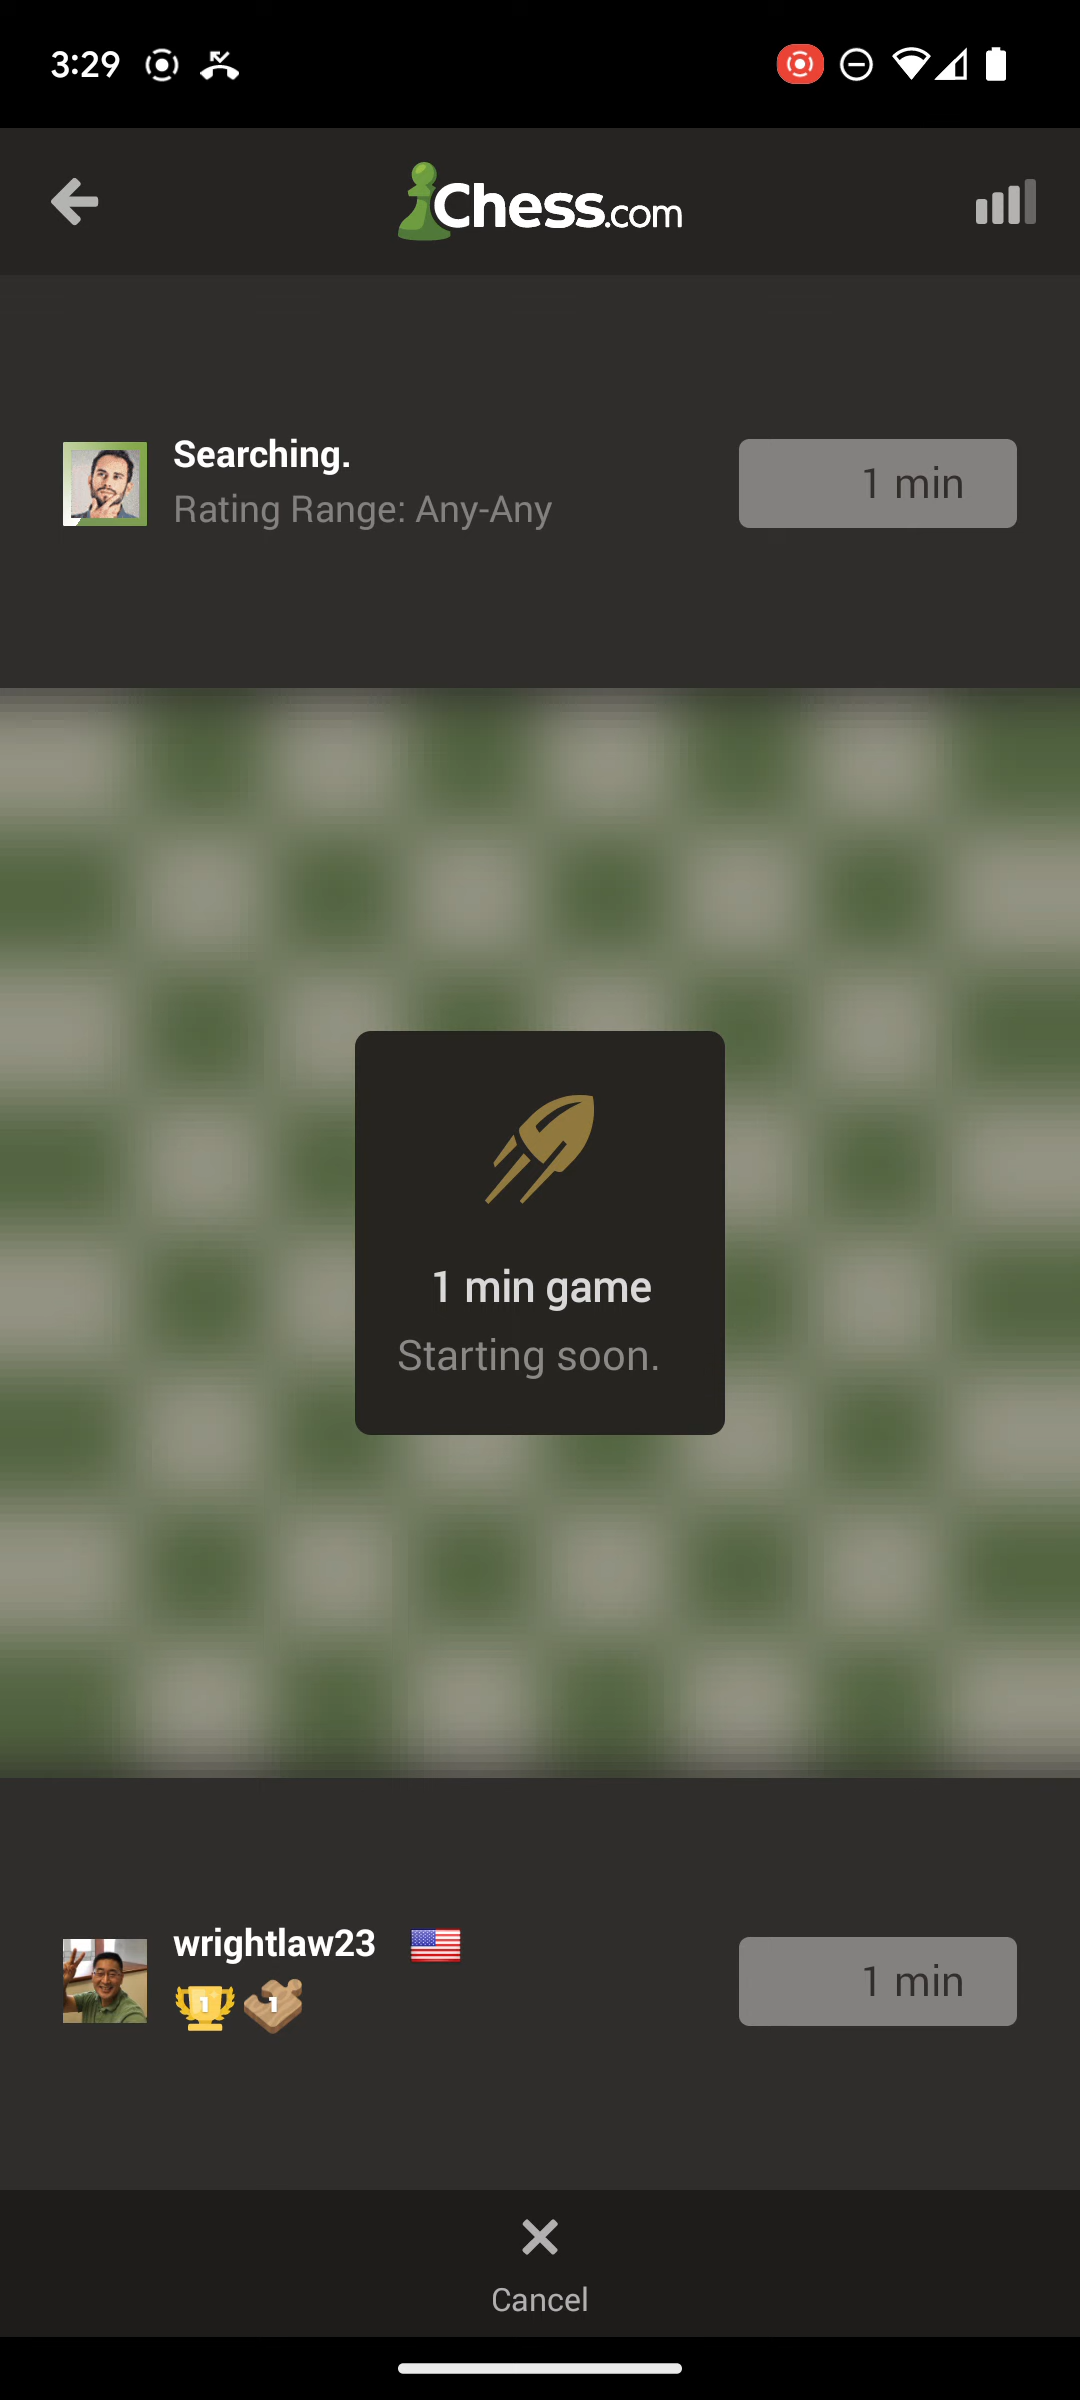 3:29
Chess.com
Searching.
Rating Range: Any-Any
1 min
1 min game
Starting soon.
wrightlaw23
1 1
1 min
Cancel